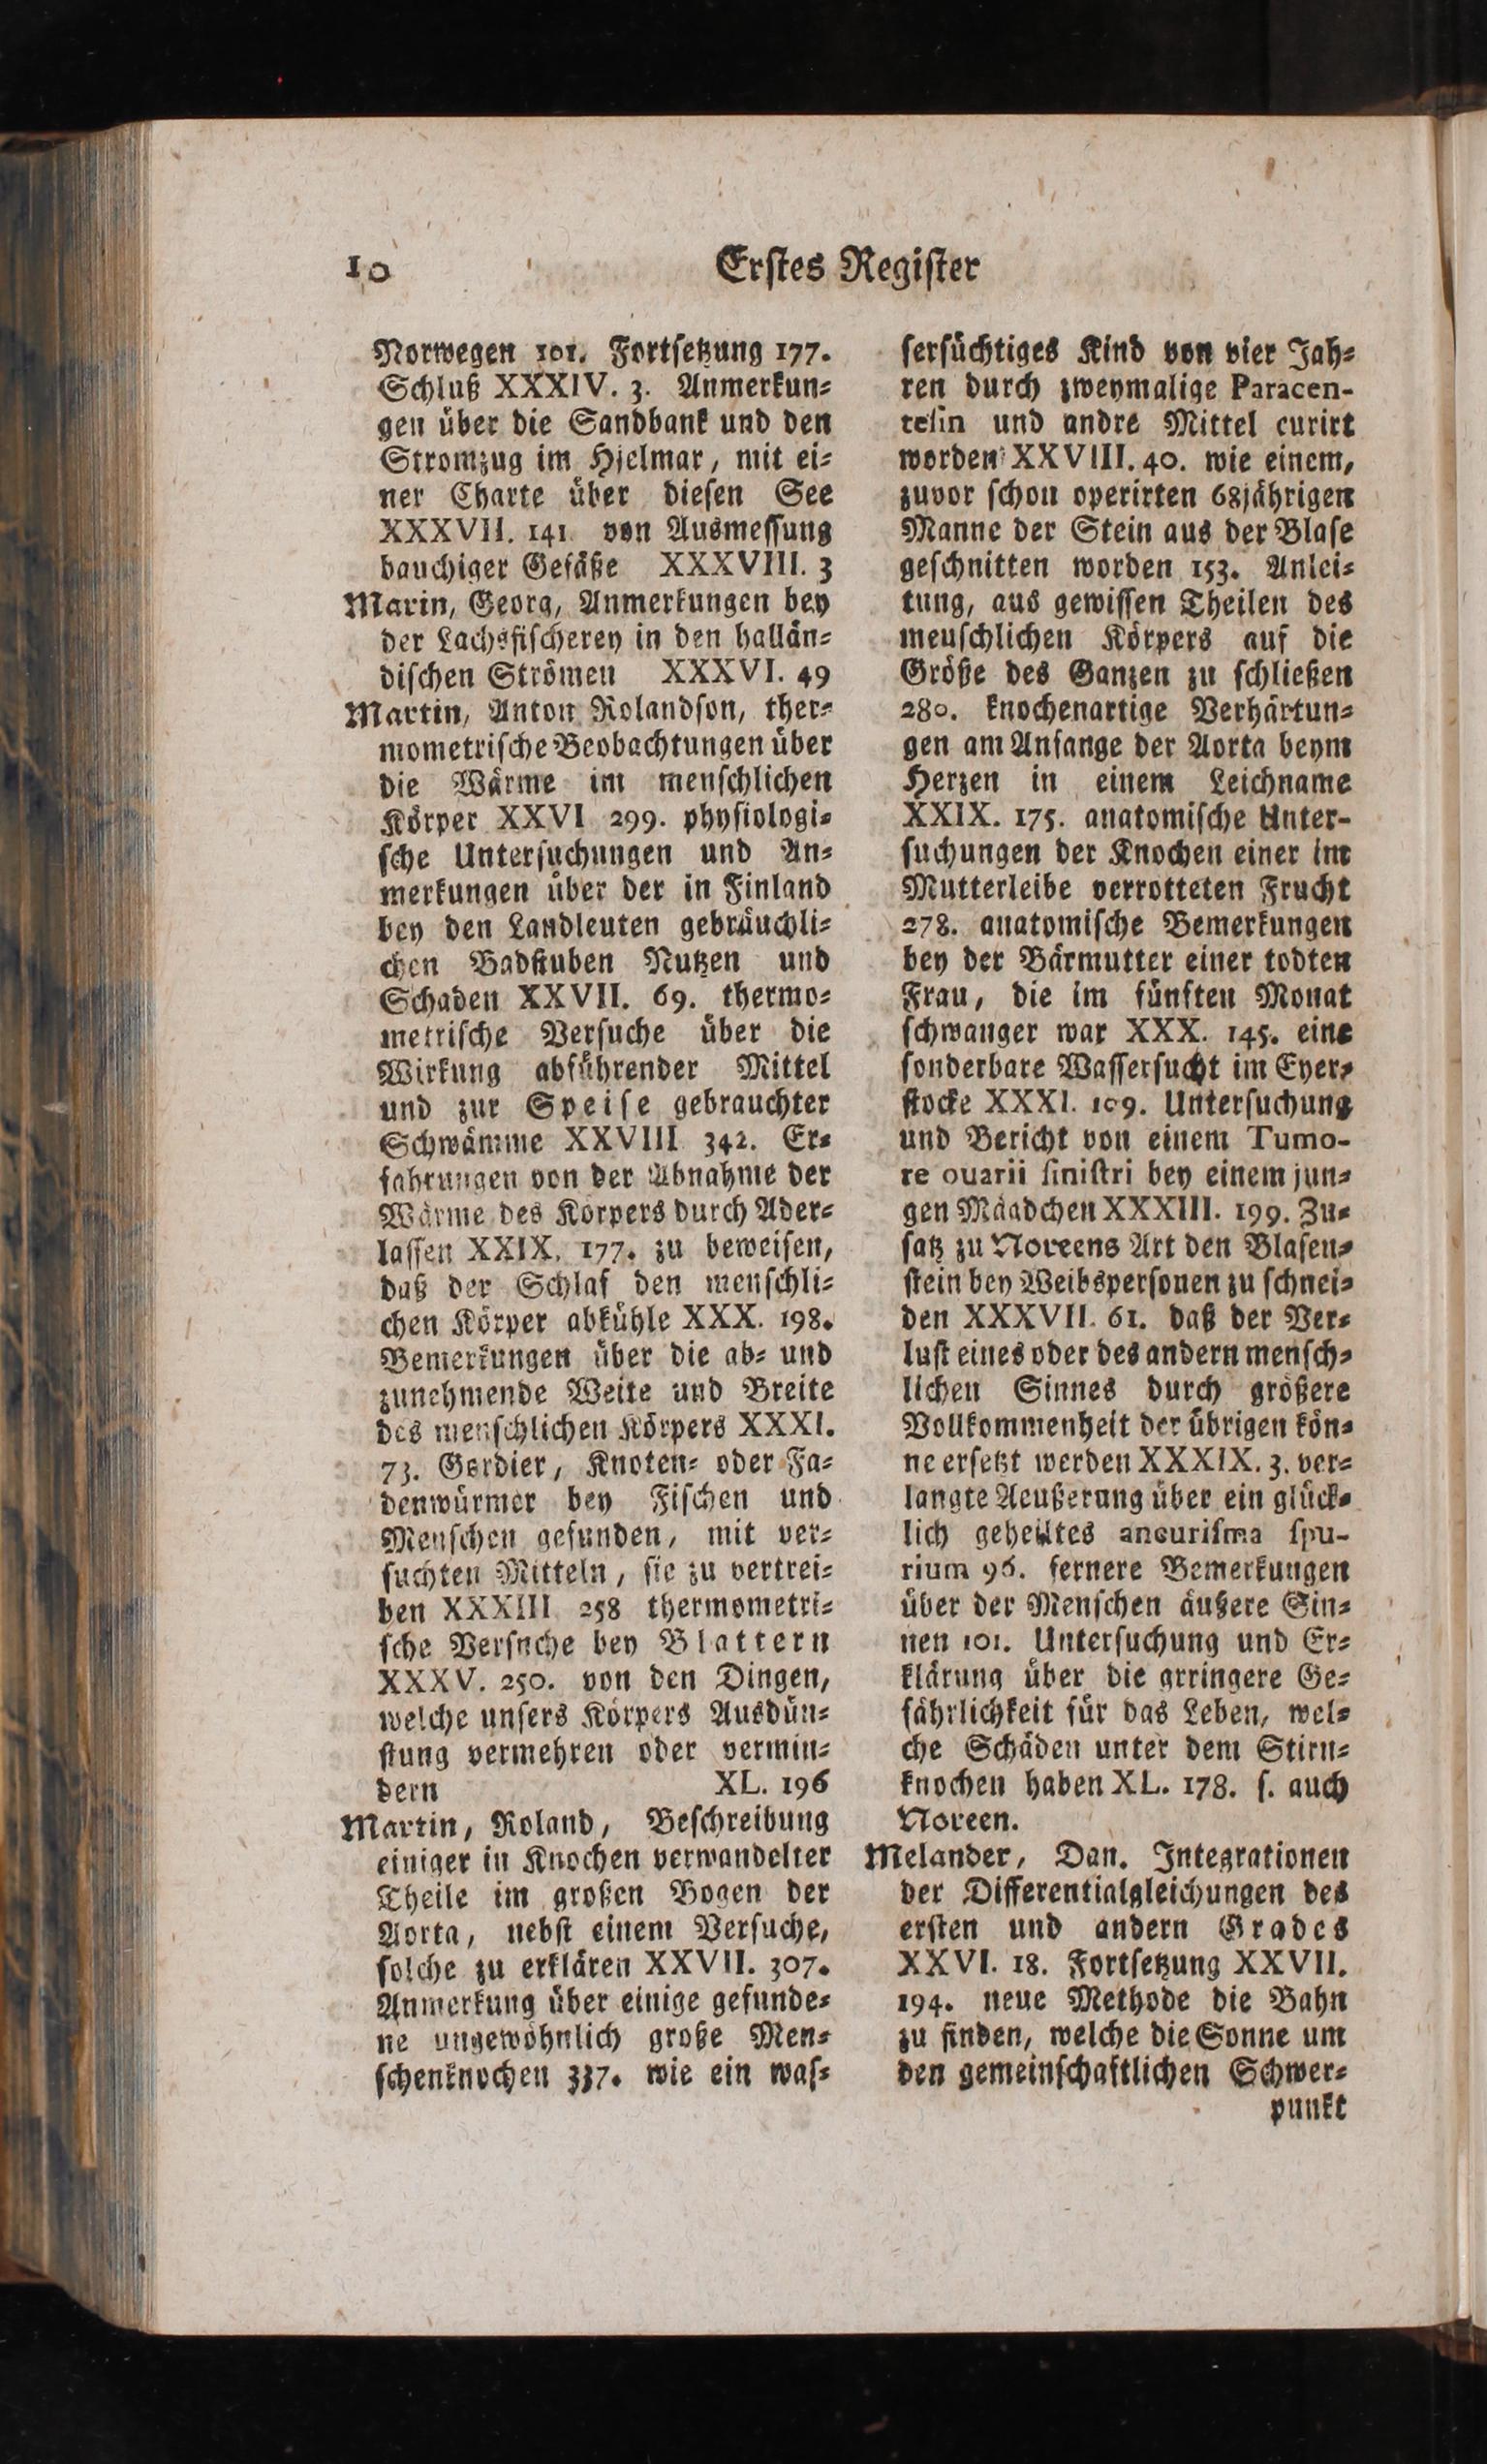 10 Erſtes Regiſter
Norwegen 101. Fortſetzung 177.
Schluß XXXIV. 3. Anmerkun⸗
gen über die Sandbank und den
Stromzug im Hjelmar, mit ei⸗
ner Charte über dieſen See
XXXVII. 141. von Ausmeſſung
bauchiger Gefäße XXXVIII. 3
Marin, Georg, Anmerkungen bey
der Lachsfiſcherey in den hallän⸗
diſchen Strömen XXXVI. 49
Martin, Anton Rolandſon, ther⸗
mometriſche Beobachtungen über
die Wärme im menſchlichen
Körper XXVI 299. phyſiologi⸗
ſche Unterſuchungen und An⸗
merkungen über der in Finland
bey den Landleuten gebräuchli⸗
chen Badſtuben Nutzen und
Schaden XXVII. 69. thermo⸗
metriſche Verſuche über die
Wirkung abführender Mittel
und zur Speiſe gebrauchter
Schwämme XXVIII 342. Er⸗
fahrungen von der Abnahme der
Wärme des Körpers durch Ader⸗
laſſen XXIX. 177. zu beweiſen,
daß der Schlaf den menſchli⸗
chen Körper abkühle XXX. 198.
Bemerkungen über die ab⸗ und
zunehmende Weite und Breite
des menſchlichen Körpers XXXI.
73. Gordier, Knoten⸗ oder Fa⸗
denwürmer bey Fiſchen und
Menſchen gefunden, mit ver⸗
ſuchten Mitteln, ſie zu vertrei⸗
ben XXXIII 258 thermometri⸗
ſche Verſuche bey Blattern
XXXV. 250. von den Dingen,
welche unſers Körpers Ausdün⸗
ſtung vermehren oder vermin⸗
dern XL. 196
Martin, Roland, Beſchreibung
einiger in Knochen verwandelter
Theile im großen Bogen der
Aorta, nebſt einem Verſuche,
ſolche zu erklären XXVII. 307.
Anmerkung über einige gefunde⸗
ne ungewöhnlich große Men⸗
ſchenknochen 337. wie ein waſ⸗
ſerſüchtiges Kind von vier Jah⸗
ren durch zweymalige Paracen-
teſin und andre Mittel curirt
worden XXVIII. 40. wie einem,
zuvor ſchon operirten 68jährigen
Manne der Stein aus der Blaſe
geſchnitten worden 153. Anlei⸗
tung, aus gewiſſen Theilen des
meuſchlichen Körpers auf die
Größe des Ganzen zu ſchließen
280. knochenartige Verhärtun⸗
gen am Anfange der Aorta beym
Herzen in einem Leichname
XXIX. 175. anatomiſche Unter-
ſuchungen der Knochen einer im
Mutterleibe verrotteten Frucht
278. anatomiſche Bemerkungen
bey der Bärmutter einer todten
Frau, die im fünften Monat
ſchwanger war XXX. 145. eine
ſonderbare Waſſerſucht im Eyer⸗
ſtocke XXXI. 109. Unterſuchung
und Bericht von einem Tumo-
re ouarii ſiniſtri bey einem jun⸗
gen Määdchen XXXIII. 199. Zu⸗
ſatz zu Noreens Art den Blaſen⸗
ſtein bey Weibsperſonen zu ſchnei⸗
den XXXVII. 61. daß der Ver⸗
luſt eines oder des andern menſch⸗
lichen Sinnes durch größere
Vollkommenheit der übrigen kön⸗
ne erſetzt werden XXXIX. 3. ver⸗
langte Aeußerung über ein glück⸗
lich geheiltes aneuriſma ſpu-
rium 96. fernere Bemerkungen
über der Menſchen äußere Sin⸗
nen 101. Unterſuchung und Er⸗
klärung über die grringere Ge⸗
fährlichkeit für das Leben, wel⸗
che Schäden unter dem Stirn⸗
knochen haben XL. 178. ſ. auch
Noreen.
Melander, Dan. Integrationen
der Differentialgleichungen des
erſten und andern Grades
XXVI. 18. Fortſetzung XXVII.
194. neue Methode die Bahn
zu finden, welche die Sonne um
den gemeinſchaftlichen Schwer⸗
punkt